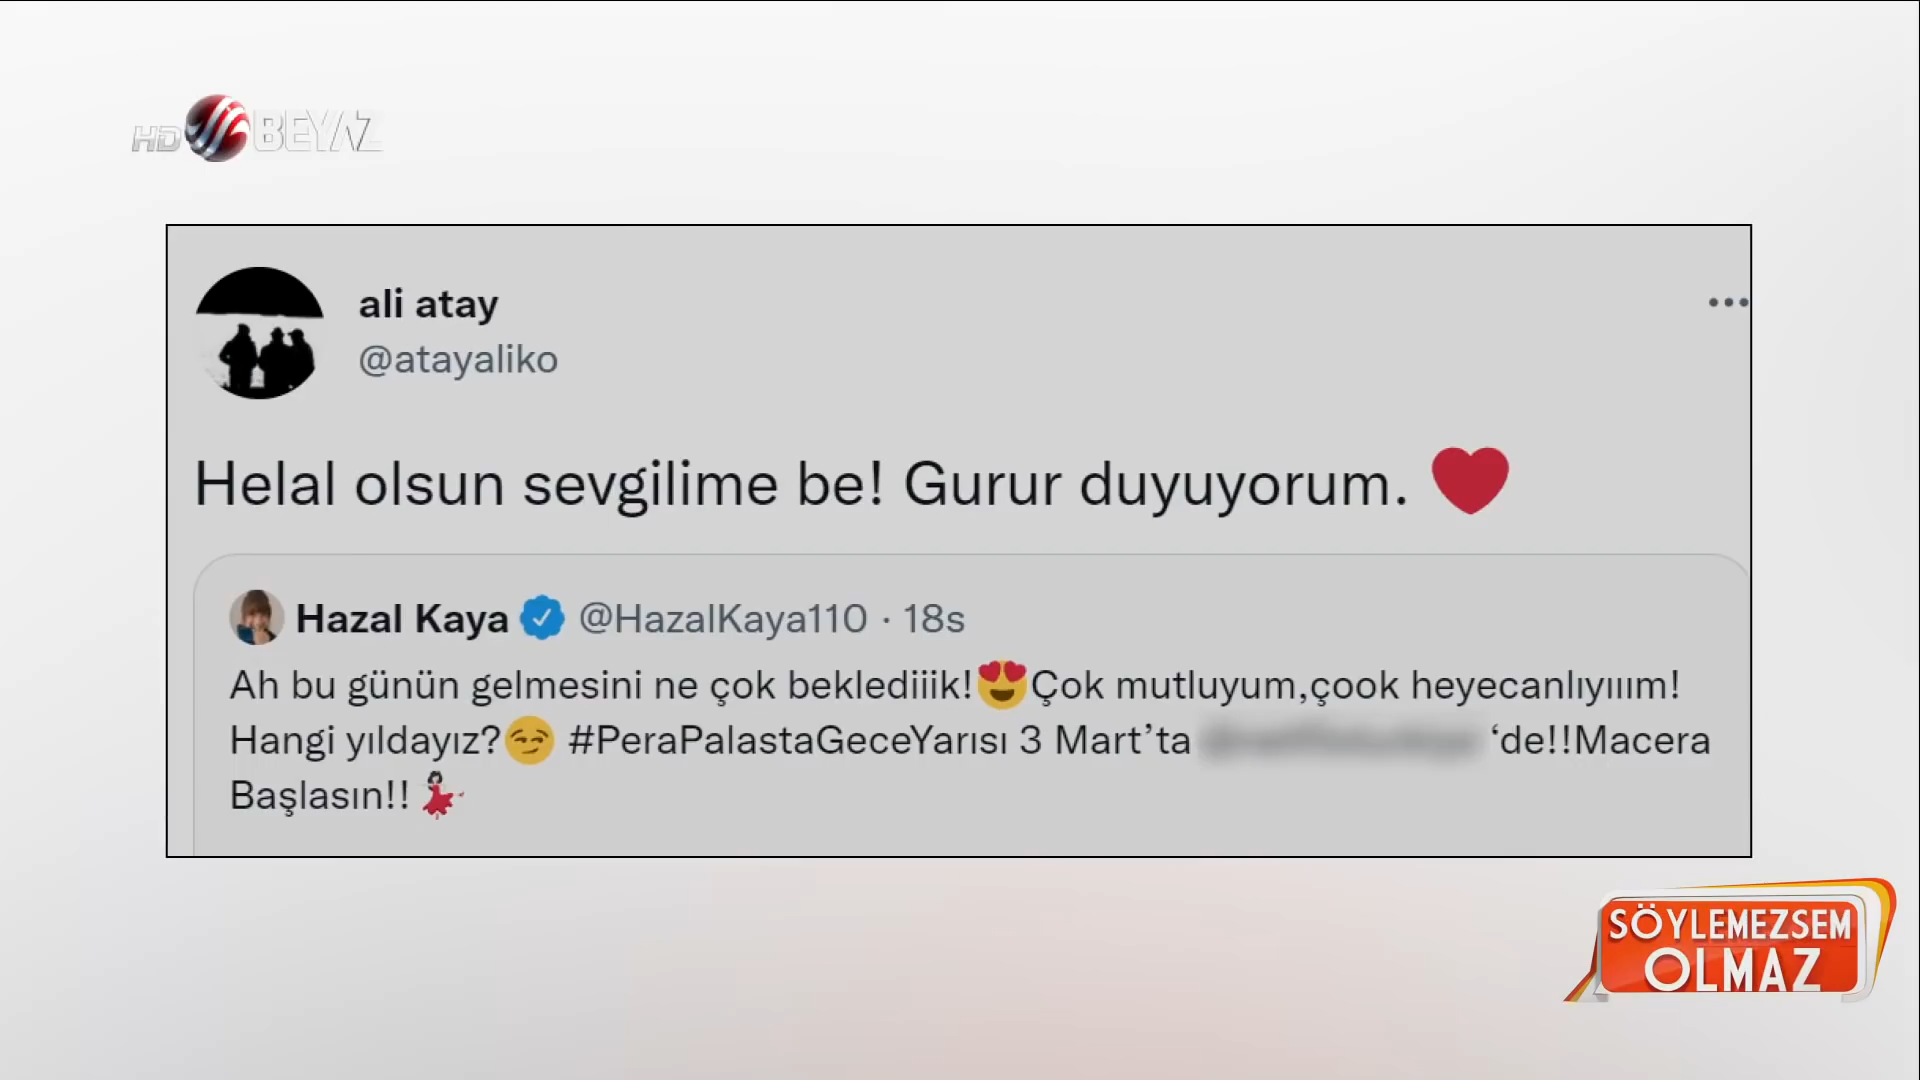 HD BEYAZ
ali atay
@atayaliko
Helal olsun sevgilime be! Gurur duyuyorum. ❤️
Hazal Kaya @HazalKaya110 · 18s
Ah bu günün gelmesini ne çok beklediiik!😍Çok mutluyum,çook heyecanlıyıııım!
Hangi yıldayız?😏 #PeraPalastaGeceYarısı 3 Mart’ta ‘de!!Macera
Başlasın!! 💃
SÖYLEMEZSEM
OLMAZ